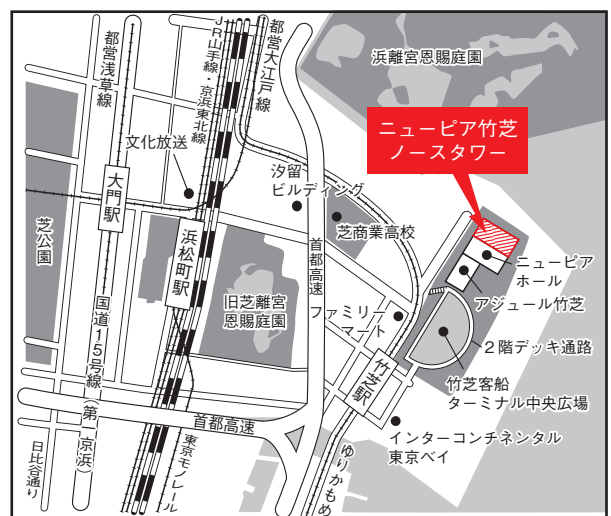 浜離宮恩賜庭園
都営大江戸線
JR山手線・京浜東北線
都営浅草線
ニューピア竹芝
ノースタワー
文化放送
汐留
ビルディング
大門駅
芝商業高校
芝公園
浜松町駅
首都高速
ニューピア
ホール
アジュール竹芝
旧芝離宮
恩賜庭園
ファミリー
マート
２階デッキ通路
国道15号線(第一京浜)
竹芝駅
竹芝客船
ターミナル中央広場
首都高速
インターコンチネンタル
東京ベイ
日比谷通り
東京モノレール
ゆりかもめ